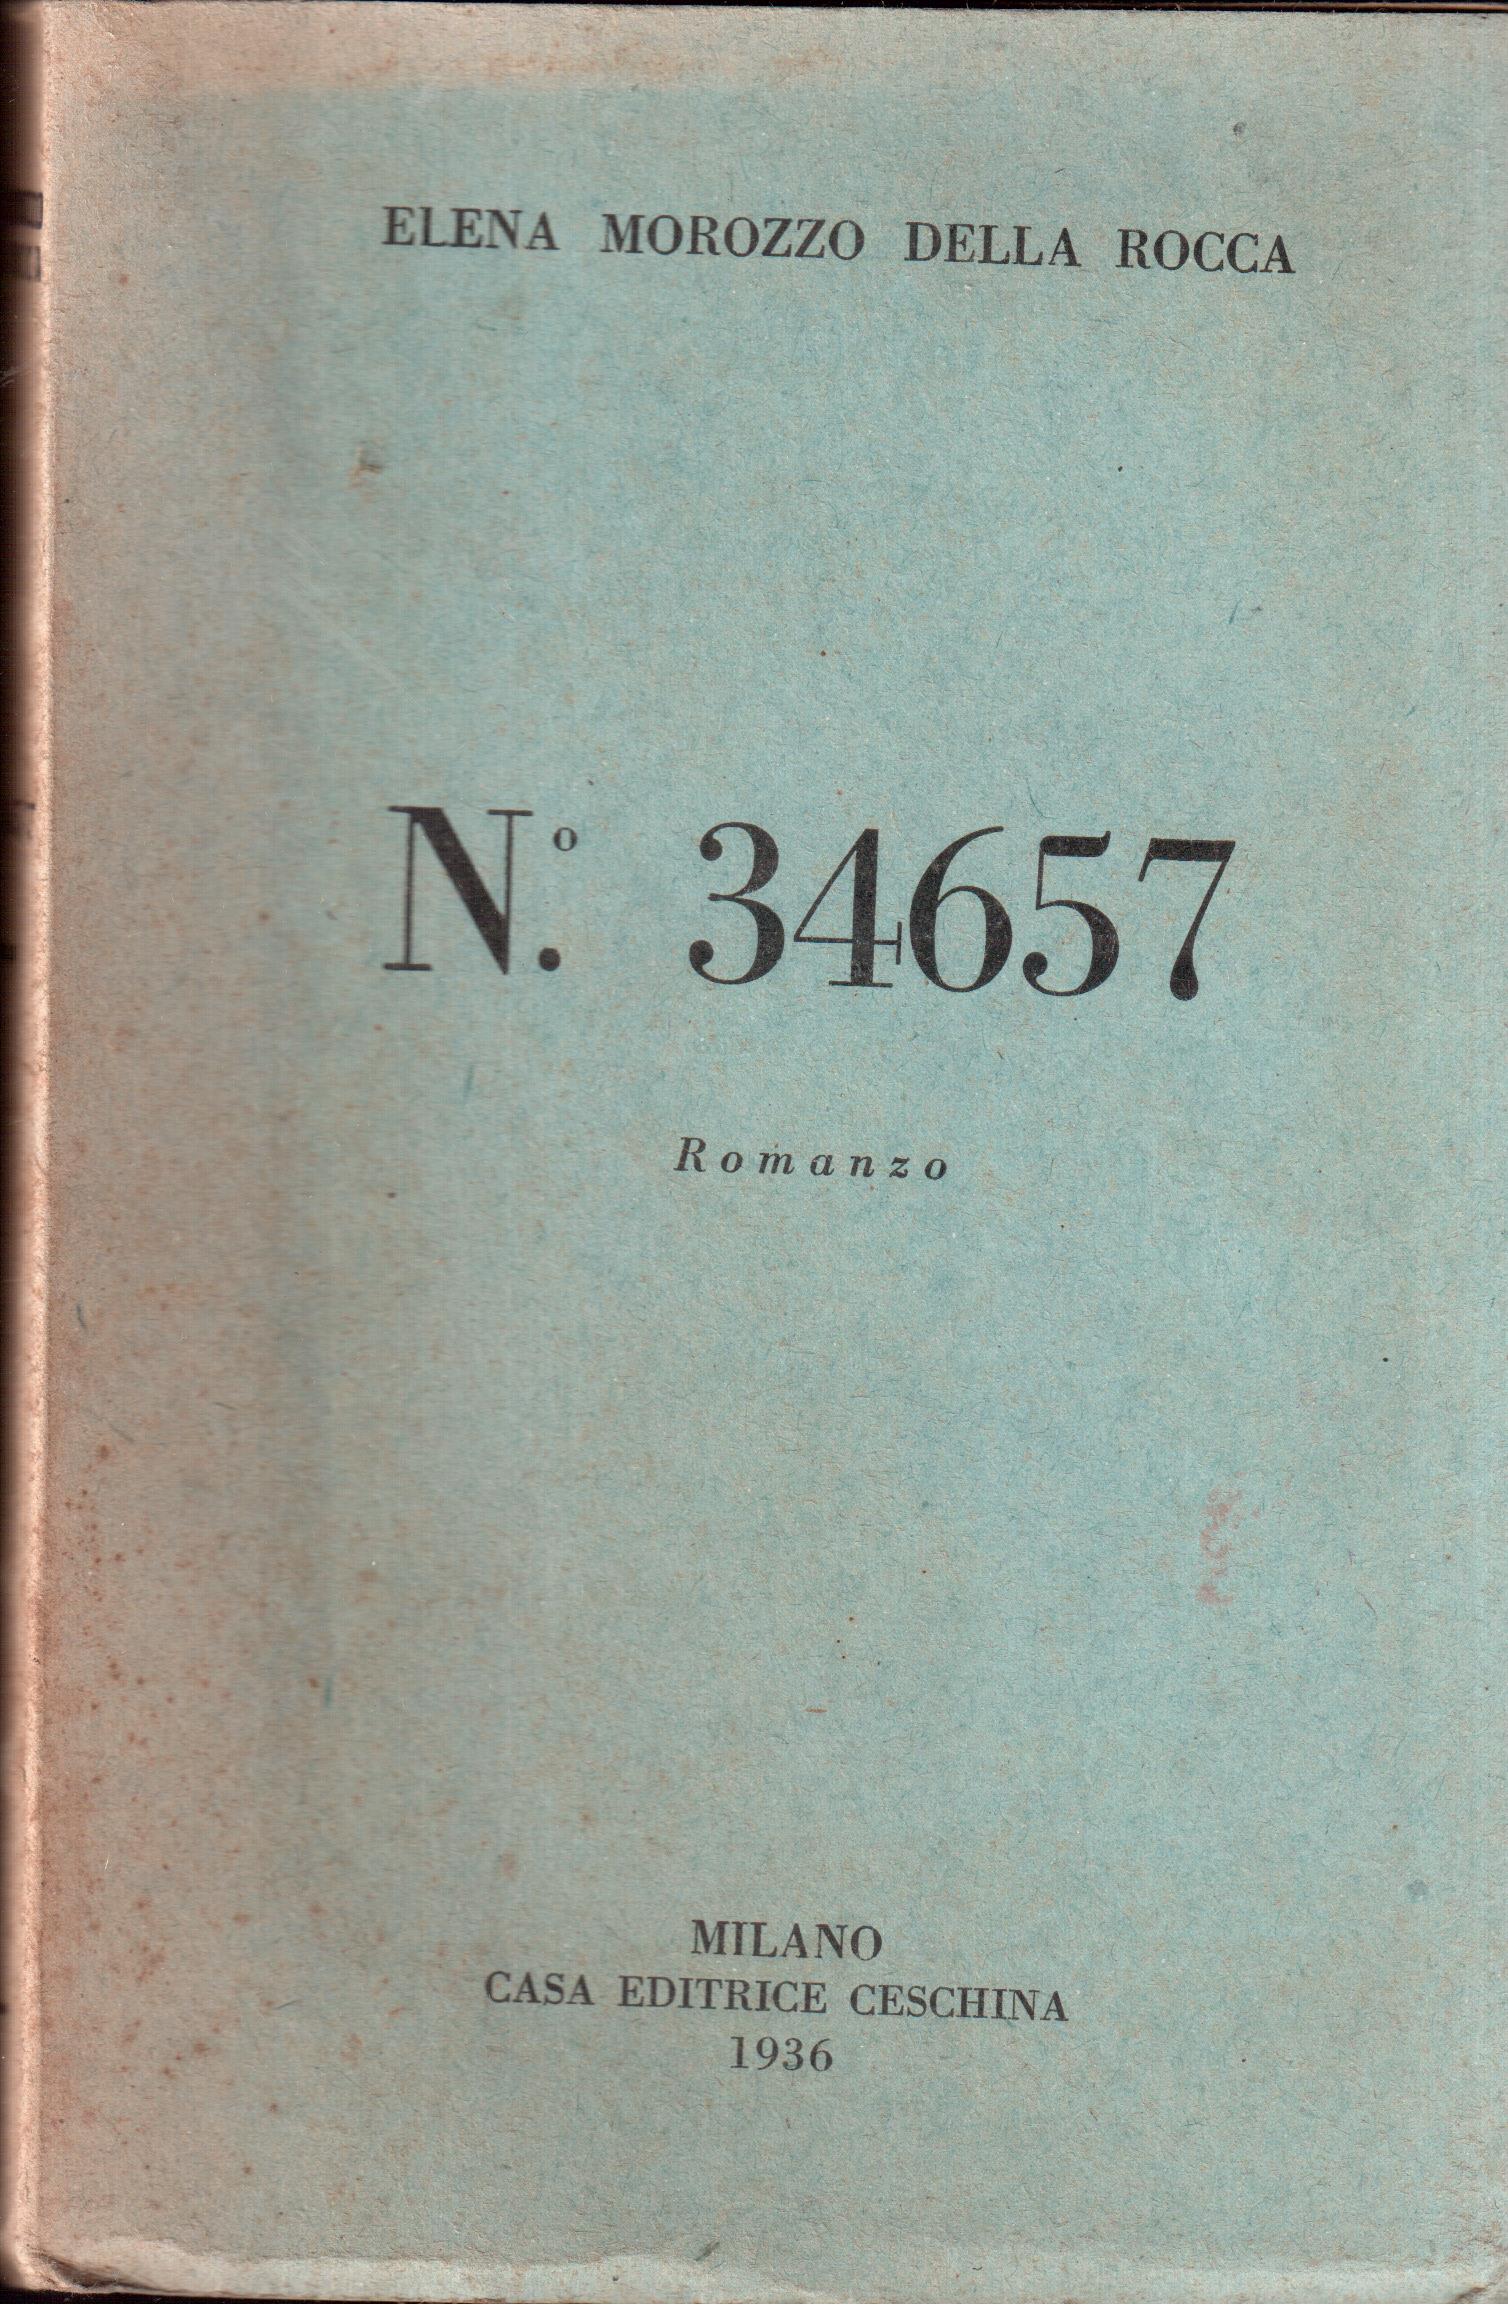 ELENA MOROZZO DELLA ROCCA
N.º 34657
Romanzo
MILANO
CASA EDITRICE CESCHINA
1936